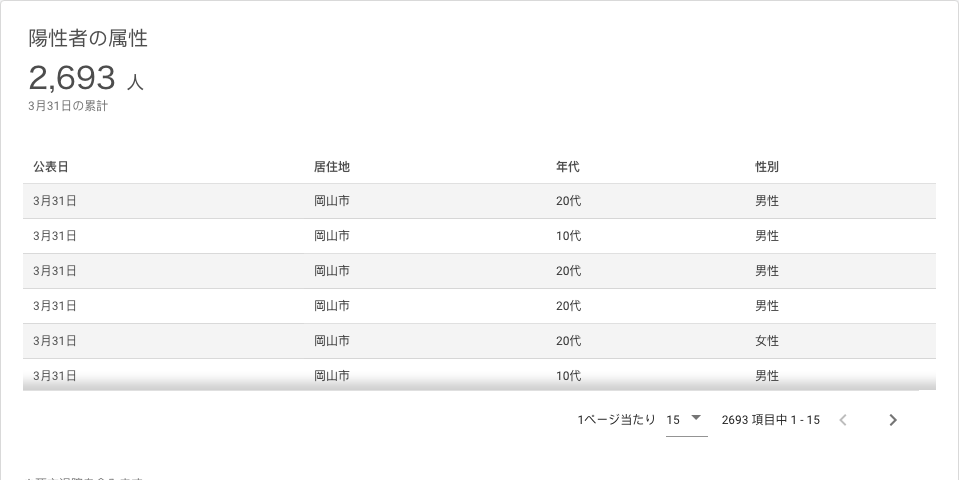 陽性者の属性
2,693 人
3月31日の累計
公表日 居住地 年代 性別
3月31日 岡山市 20代 男性
3月31日 岡山市 10代 男性
3月31日 岡山市 20代 男性
3月31日 岡山市 20代 男性
3月31日 岡山市 20代 女性
3月31日 岡山市 10代 男性
1ページ当たり 15 2693 項目中 1 - 15